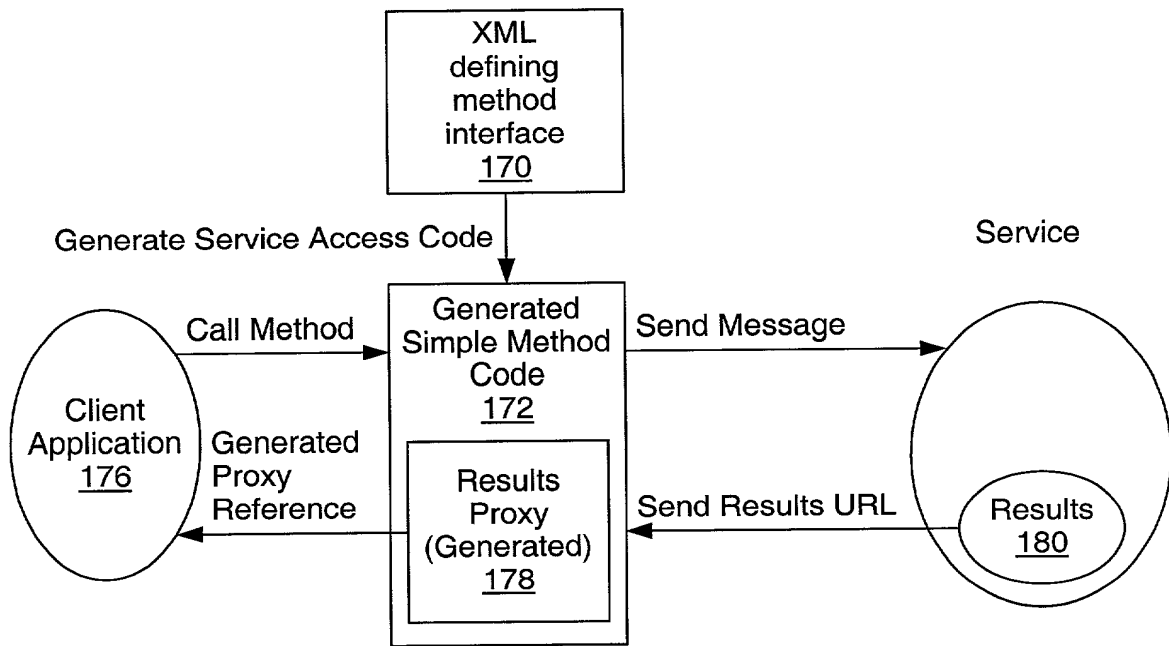 XML
defining
method
interface
170
Generate Service Access Code
Service
Generated
Simple Method
Code
172
Call Method
Send Message
Client
Application
176
Generated
Proxy
Reference
Results
Proxy
(Generated)
178
Send Results URL
Results
180